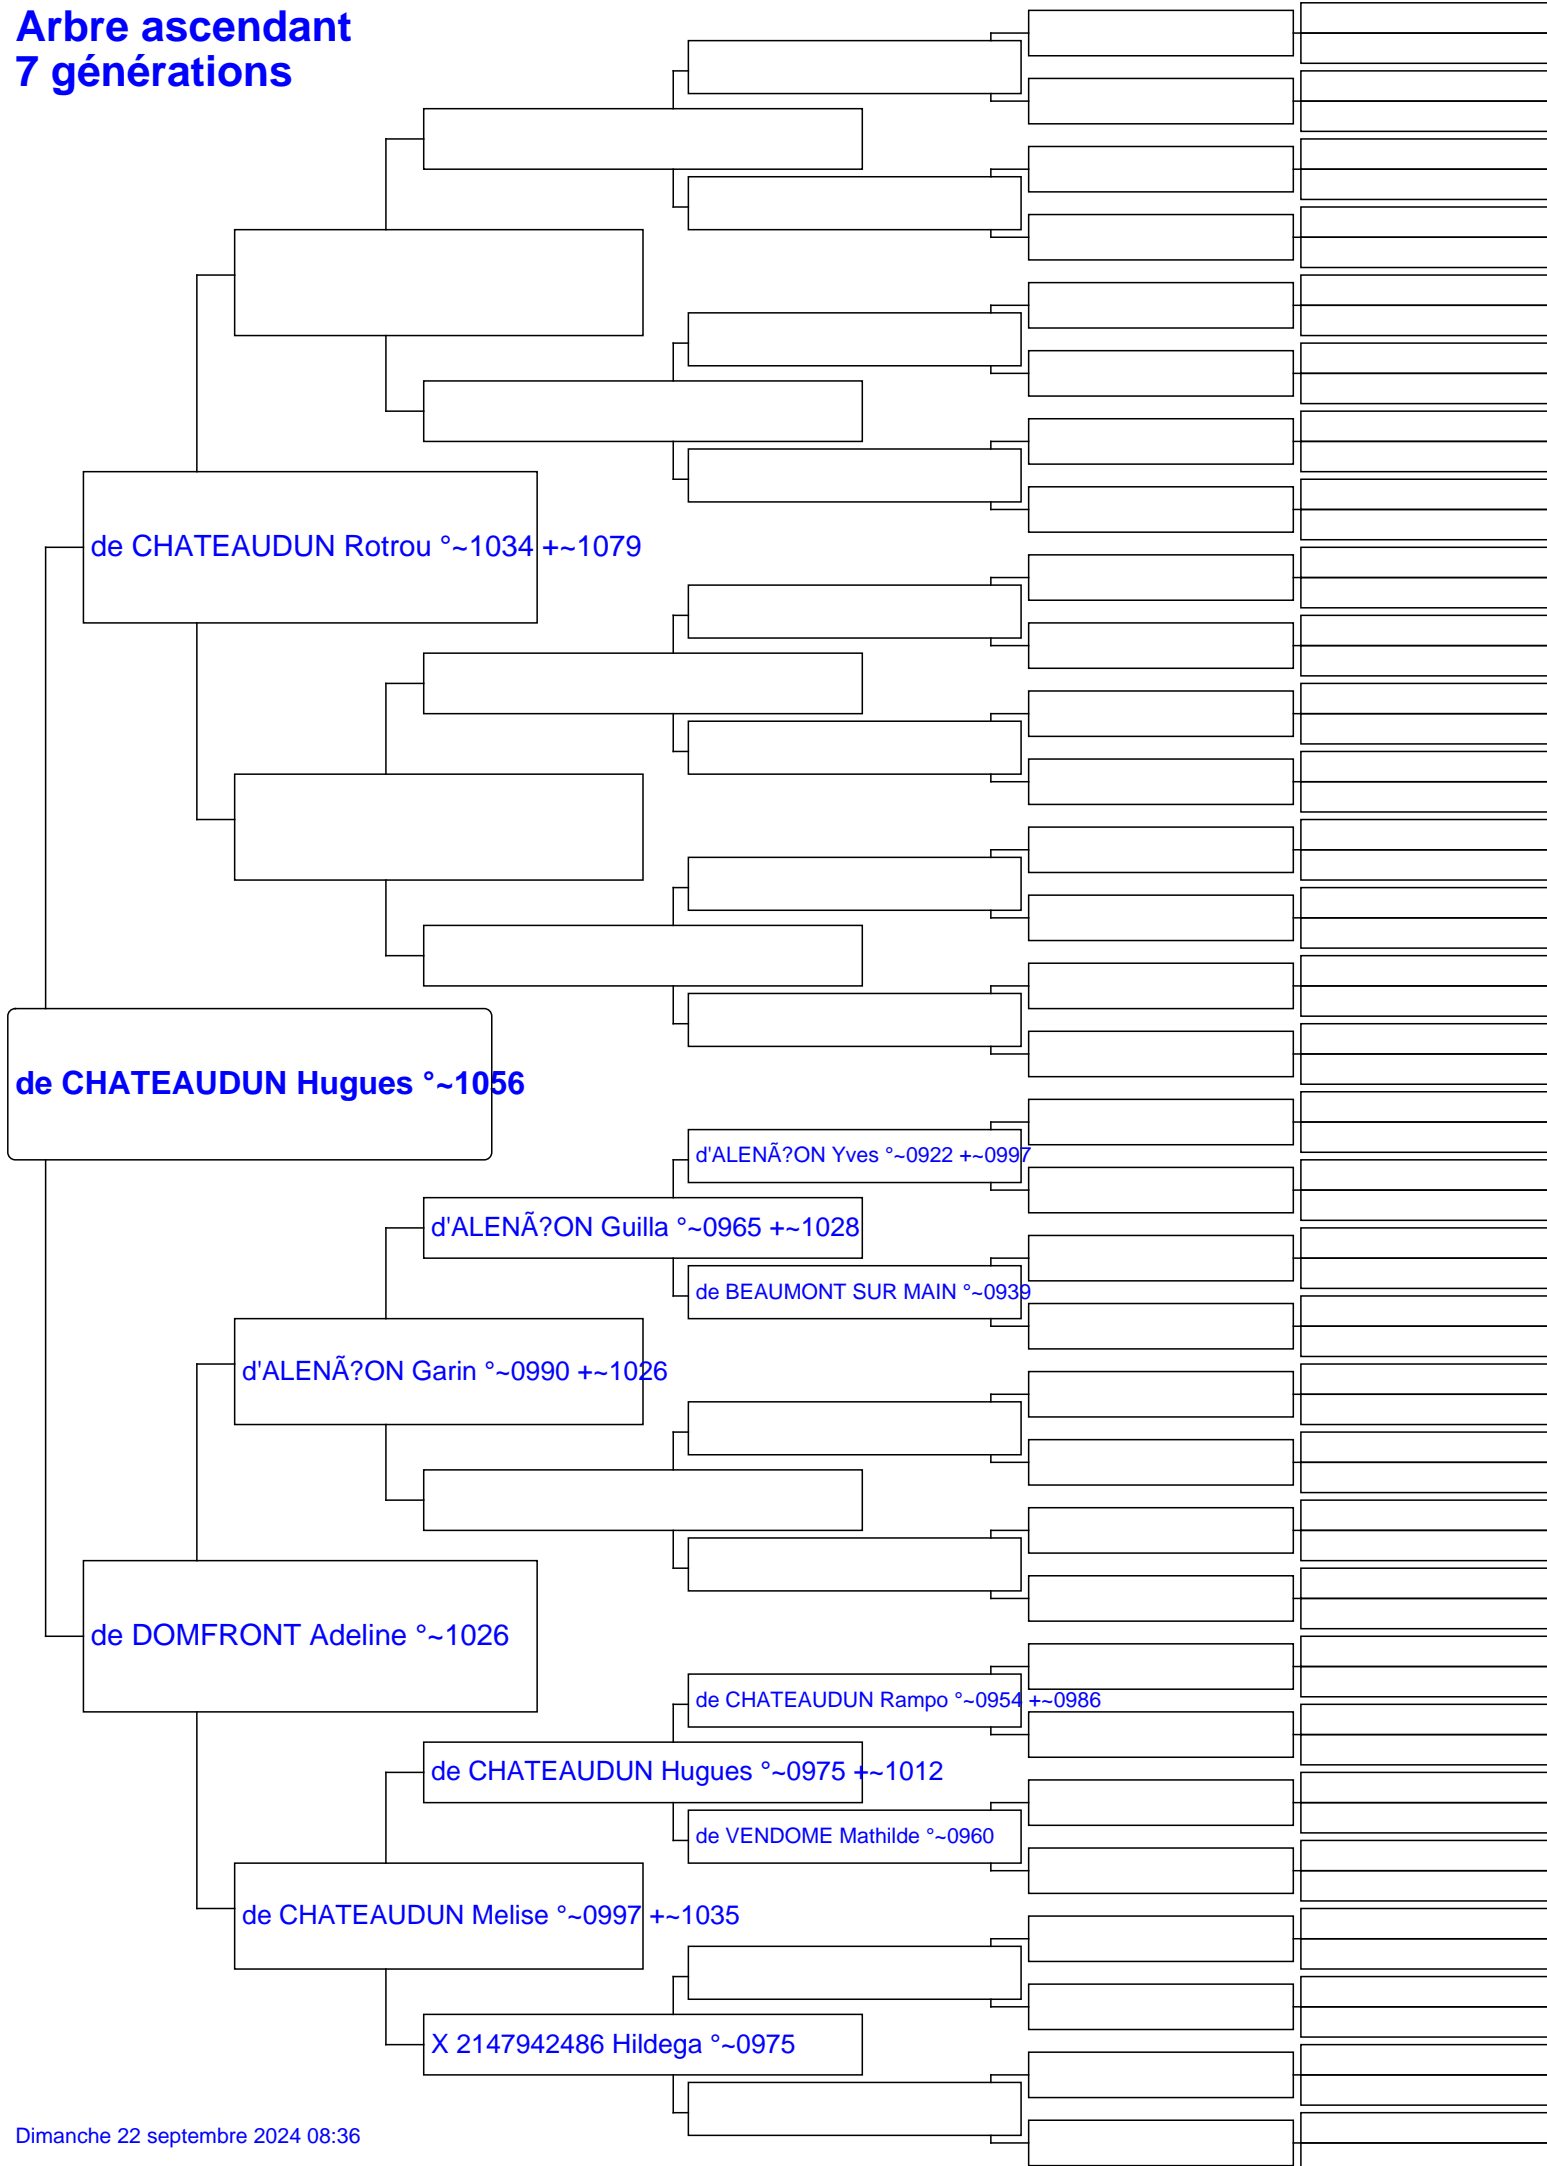 Arbre ascendant
7 générations
de CHATEAUDUN Rotrou °~1034 +~1079
de CHATEAUDUN Hugues °~1056
d'ALENÃ?ON Yves °~0922 +~0997
d'ALENÃ?ON Guilla °~0965 +~1028
de BEAUMONT SUR MAIN °~0939
d'ALENÃ?ON Garin °~0990 +~1026
de DOMFRONT Adeline °~1026
de CHATEAUDUN Rampo °~0954 +~0986
de CHATEAUDUN Hugues °~0975 +~1012
de VENDOME Mathilde °~0960
de CHATEAUDUN Melise °~0997 +~1035
X 2147942486 Hildega °~0975
Dimanche 22 septembre 2024 08:36